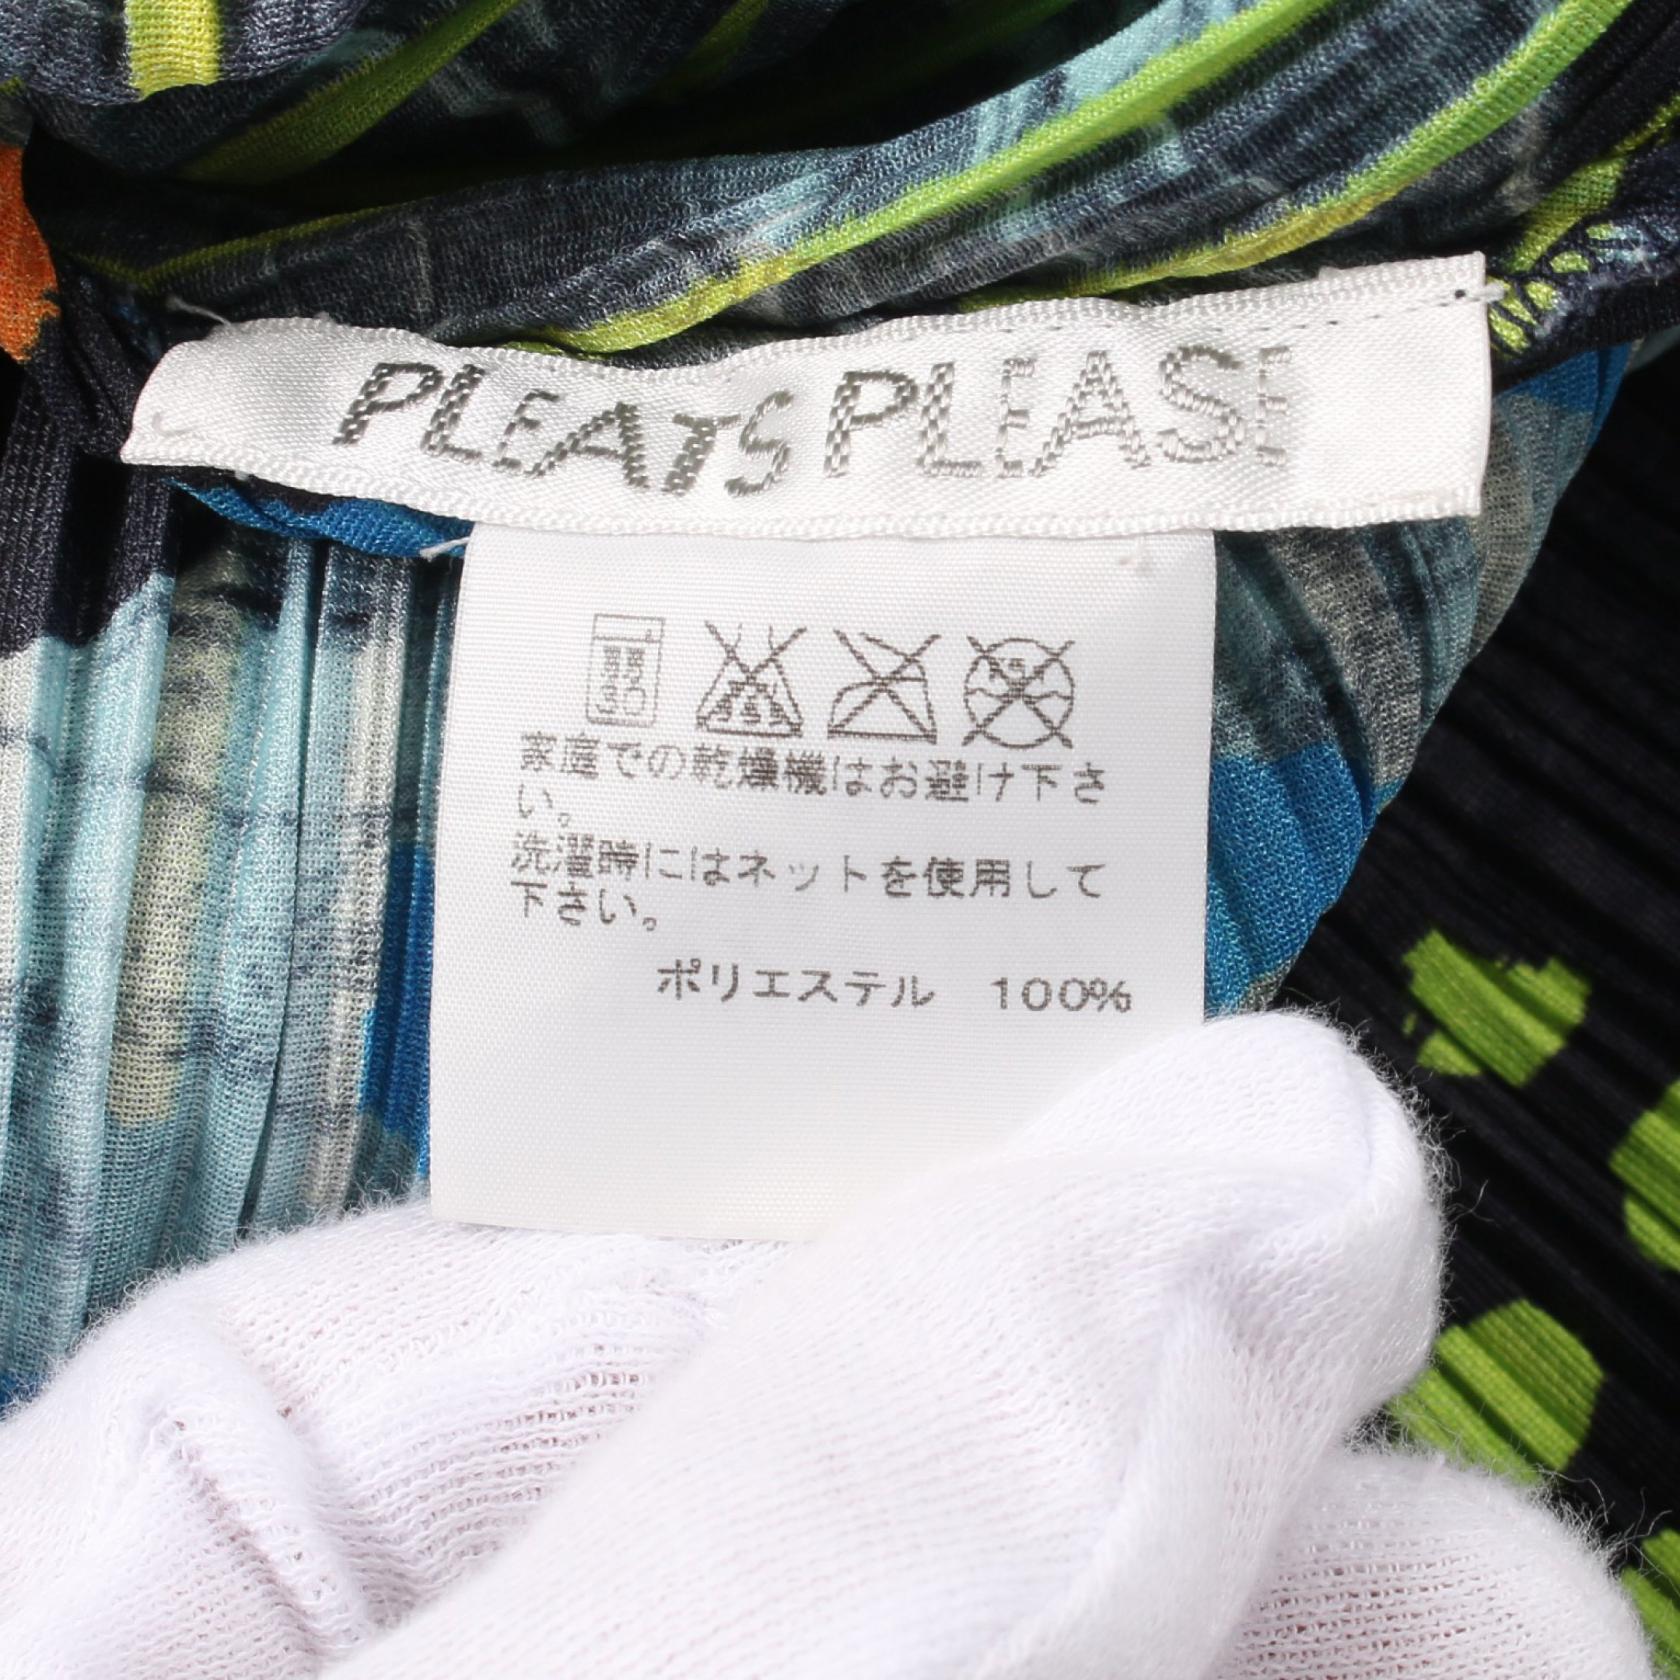 PLEATS PLEASE
家庭での乾燥機はお避け下さ
い。
洗濯時にはネットを使用して
下さい。
ポリエステル 100%